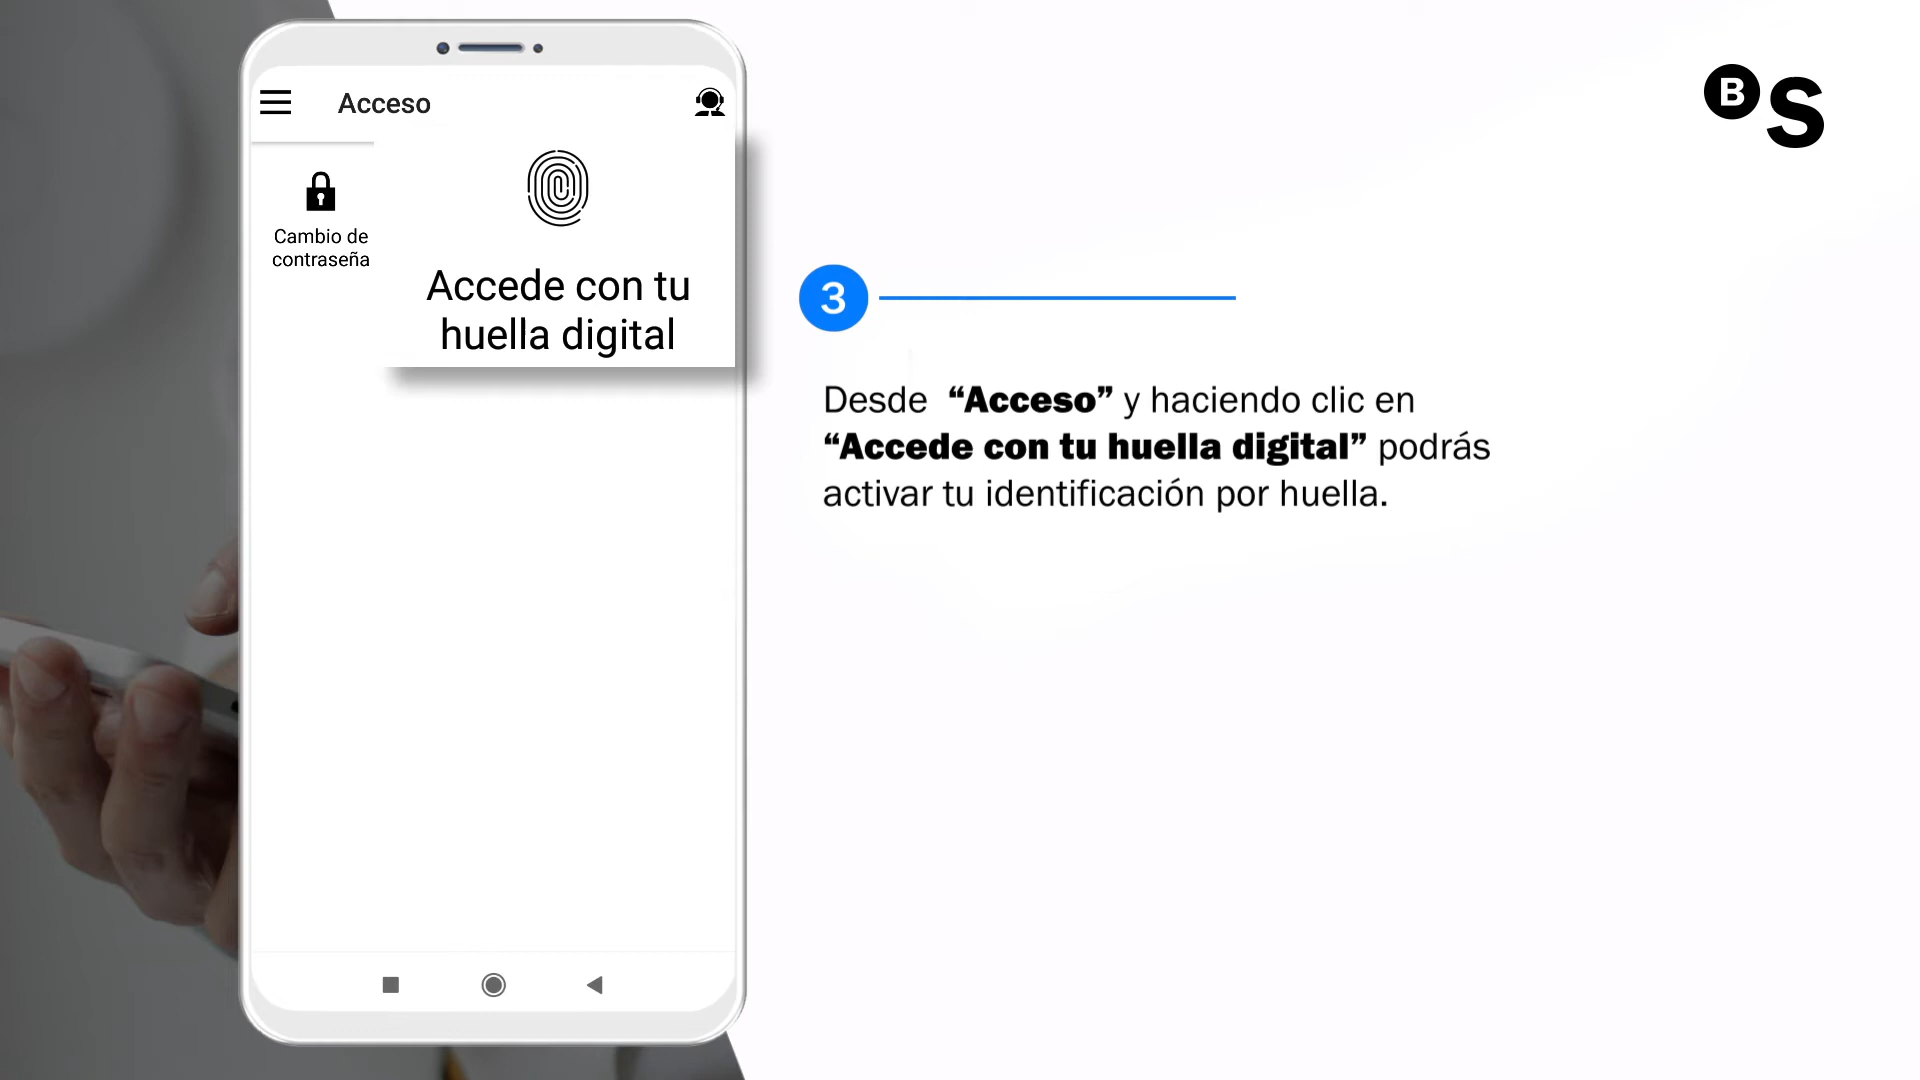 Acceso
Cambio de
contraseña
Accede con tu
huella digital
BS
3
Desde “Acceso” y haciendo clic en
“Accede con tu huella digital” podrás
activar tu identificación por huella.